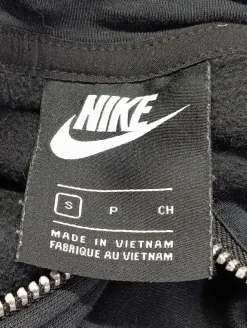 NIKE
S P CH
MADE IN VIETNAM
FABRIQUE AU VIETNAM